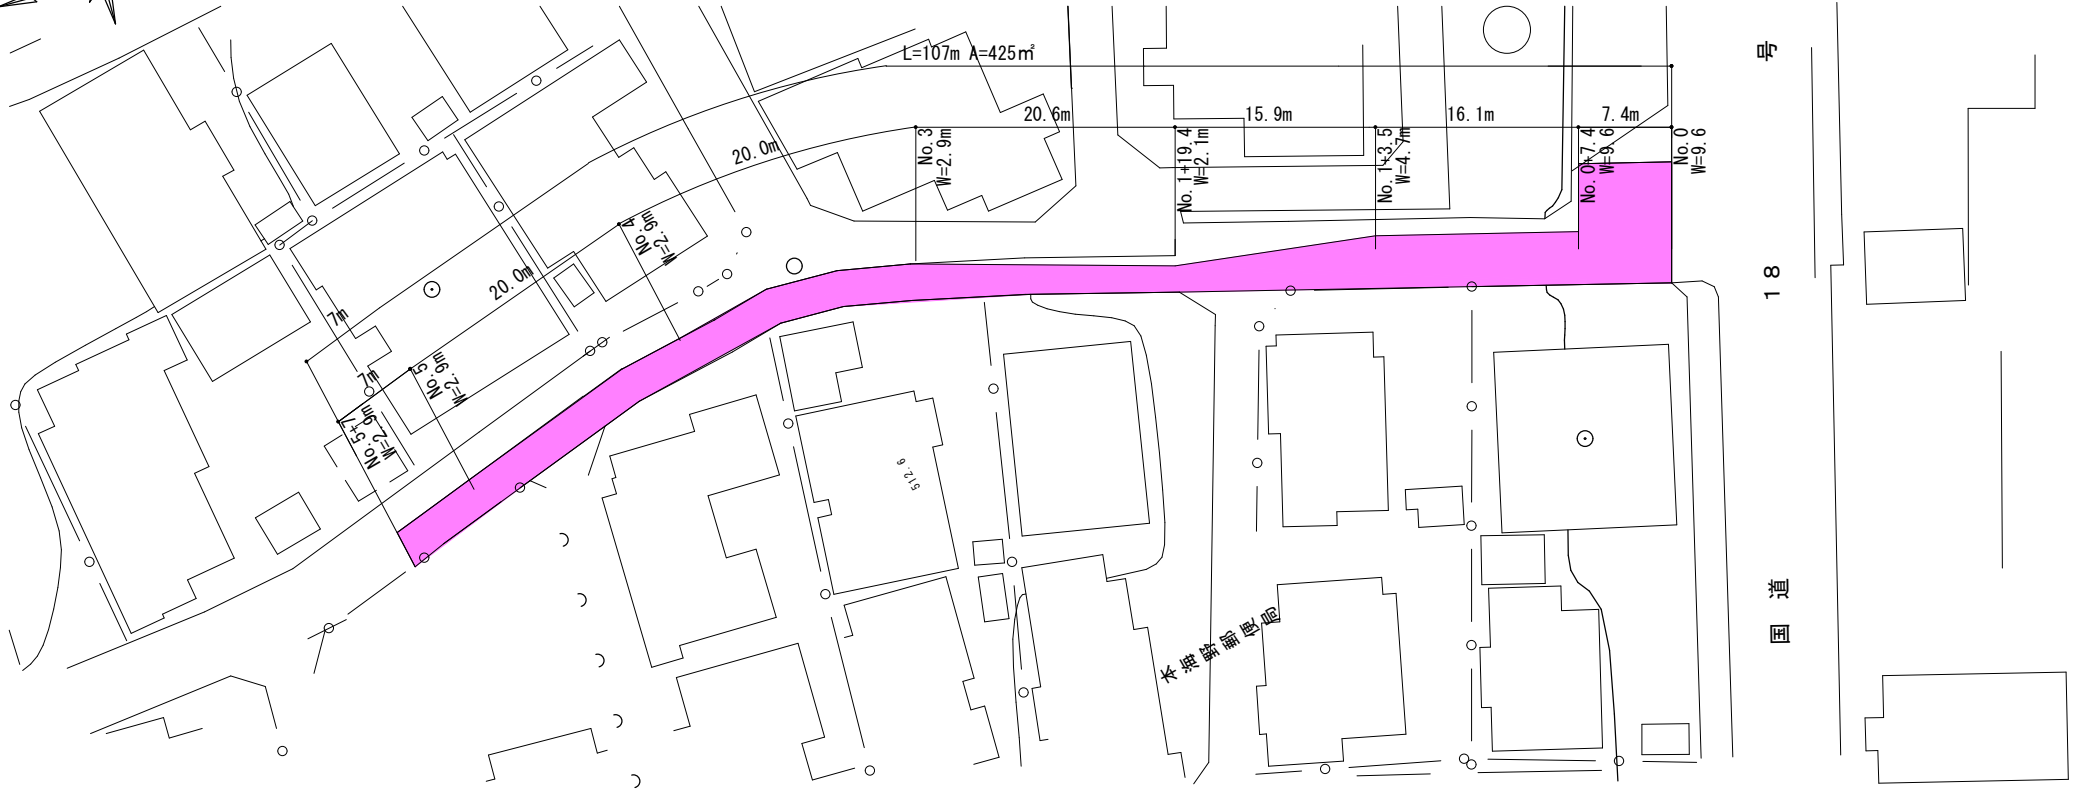 L=107m A=425㎡
20.6m
15.9m
16.1m
7.4m
20.0m
20.0m
7m
7m
No.3
W=2.9m
No.1+19.4
W=2.1m
No.1+3.5
W=4.7m
No.0+7.4
W=9.6
No.0
W=9.6
No.4
W=2.9m
No.5
W=2.9m
No.5+7
W=2.9m
512.6
本海野郵便局
国道18号